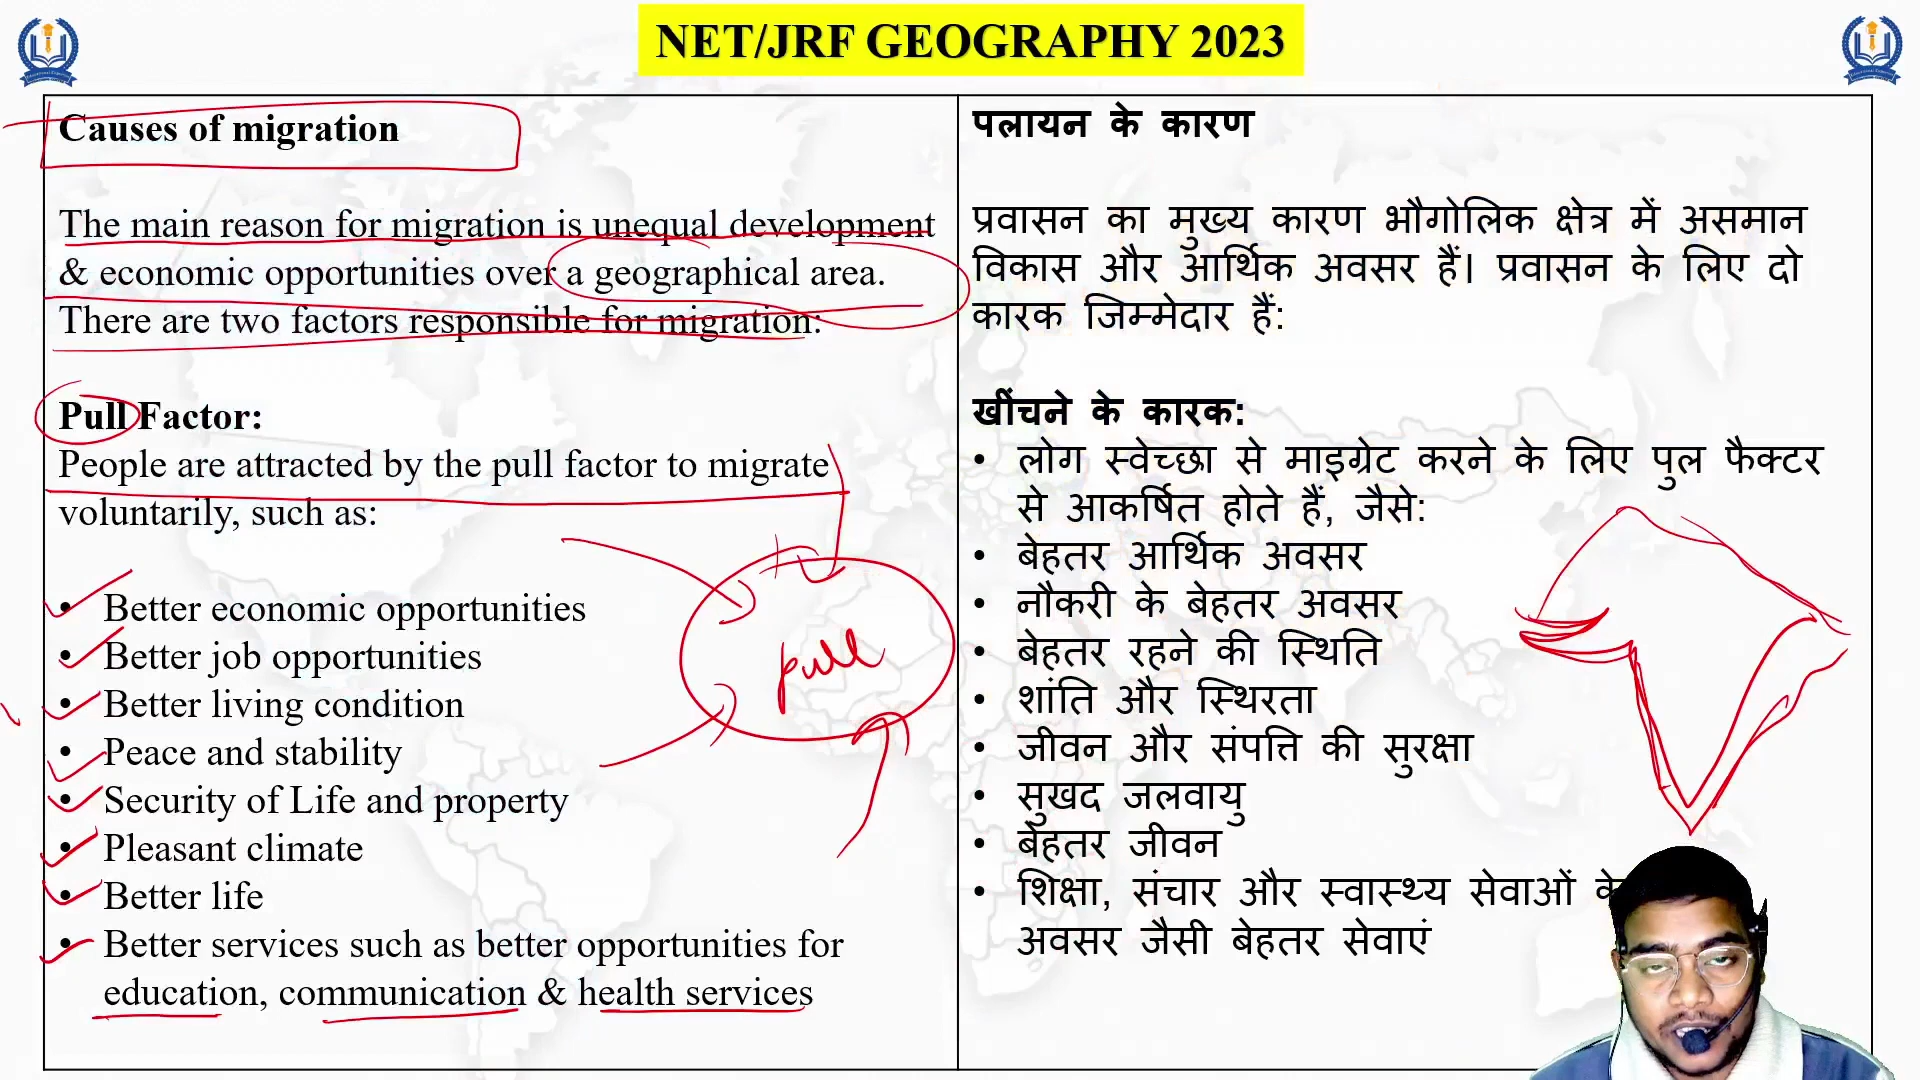 NET/JRF GEOGRAPHY 2023
Causes of migration
The main reason for migration is unequal development
& economic opportunities over a geographical area.
There are two factors responsible for migration:
Pull Factor:
People are attracted by the pull factor to migrate
voluntarily, such as:
• Better economic opportunities
• Better job opportunities
• Better living condition
• Peace and stability
• Security of Life and property
• Pleasant climate
• Better life
• Better services such as better opportunities for
education, communication & health services
pull
पलायन के कारण
प्रवासन का मुख्य कारण भौगोलिक क्षेत्र में असमान
विकास और आर्थिक अवसर हैं। प्रवासन के लिए दो
कारक जिम्मेदार हैं:
खींचने के कारक:
• लोग स्वेच्छा से माइग्रेट करने के लिए पुल फैक्टर
से आकर्षित होते हैं, जैसे:
• बेहतर आर्थिक अवसर
• नौकरी के बेहतर अवसर
• बेहतर रहने की स्थिति
• शांति और स्थिरता
• जीवन और संपत्ति की सुरक्षा
• सुखद जलवायु
• बेहतर जीवन
• शिक्षा, संचार और स्वास्थ्य सेवाओं के
अवसर जैसी बेहतर सेवाएं